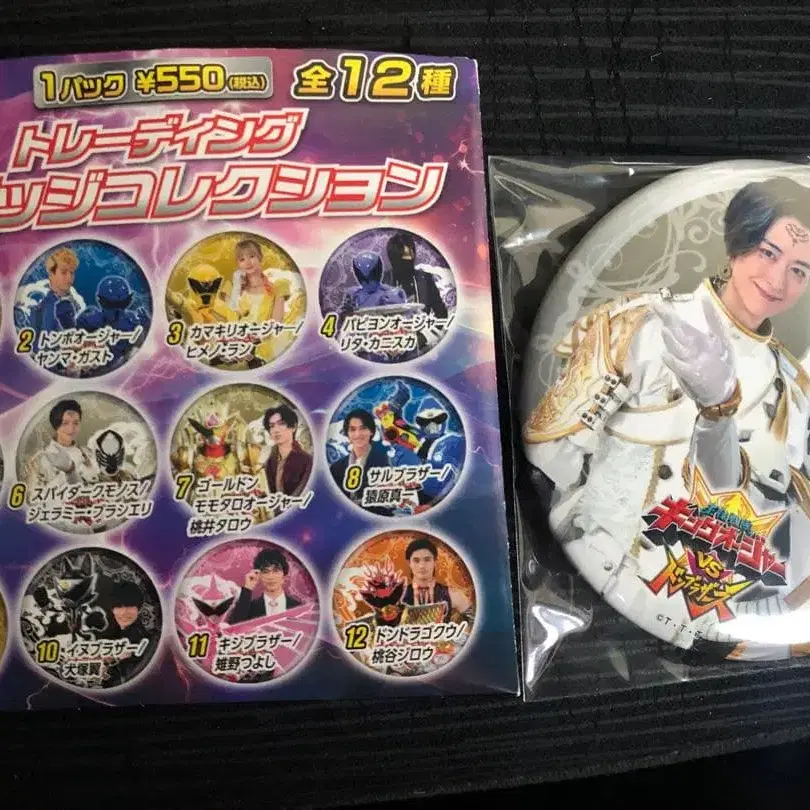 1パック ¥550(税込)
全12種
トレーディング
ッジコレクション
2 トンボオージャー/
ヤンマ・ガスト
3 カマキリオージャー/
ヒメノ・ラン
4 パピヨンオージャー/
リタ・カニスカ
6 スパイダークモノス/
ジェラミー・ブラシエリ
7 ゴールドン
モモタロオージャー/
桃井タロウ
8 サルブラザー/
猿原真一
10 イヌブラザー/
犬塚翼
11 キジブラザー/
雉野つよし
12 ドンドラゴクウ/
桃谷ジロウ
王様戦隊
キングオージャー
VS
ドンブラザーズ
©T・T・S